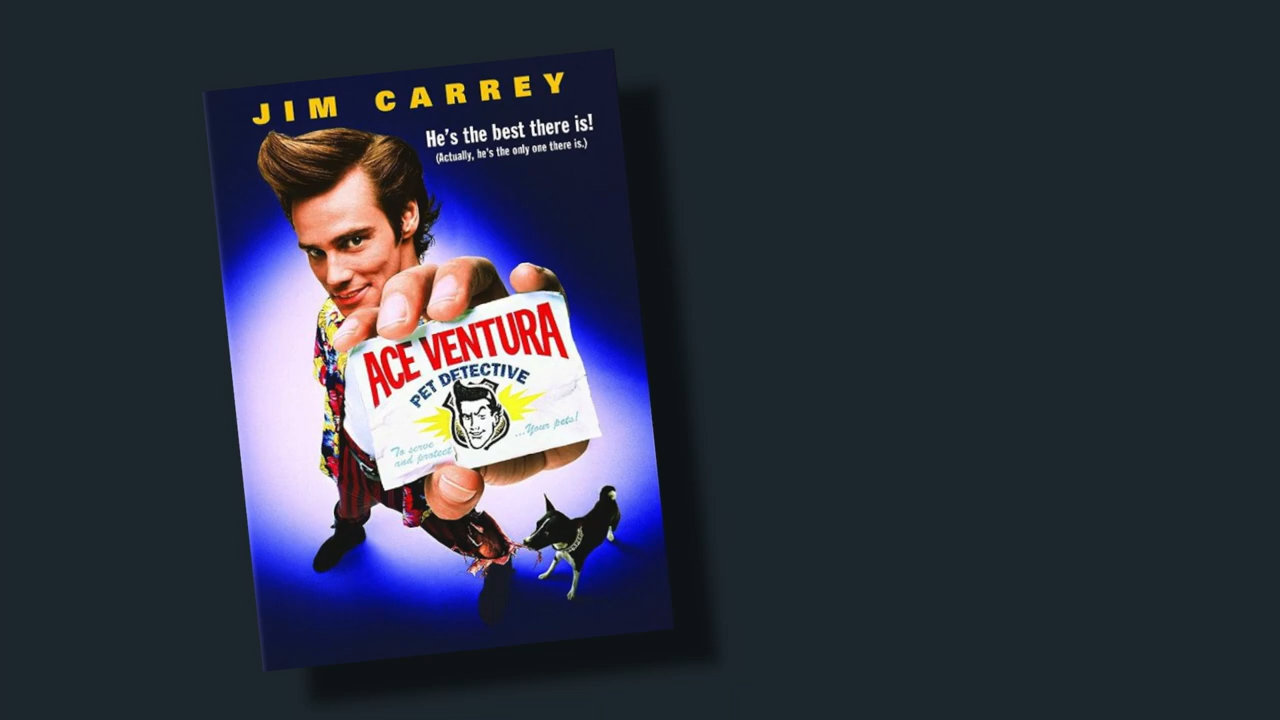 JIM CARREY
He's the best there is!
(Actually, he's the only one there is.)
ACE VENTURA
PET DETECTIVE
"To serve
and protect
...Your pets!